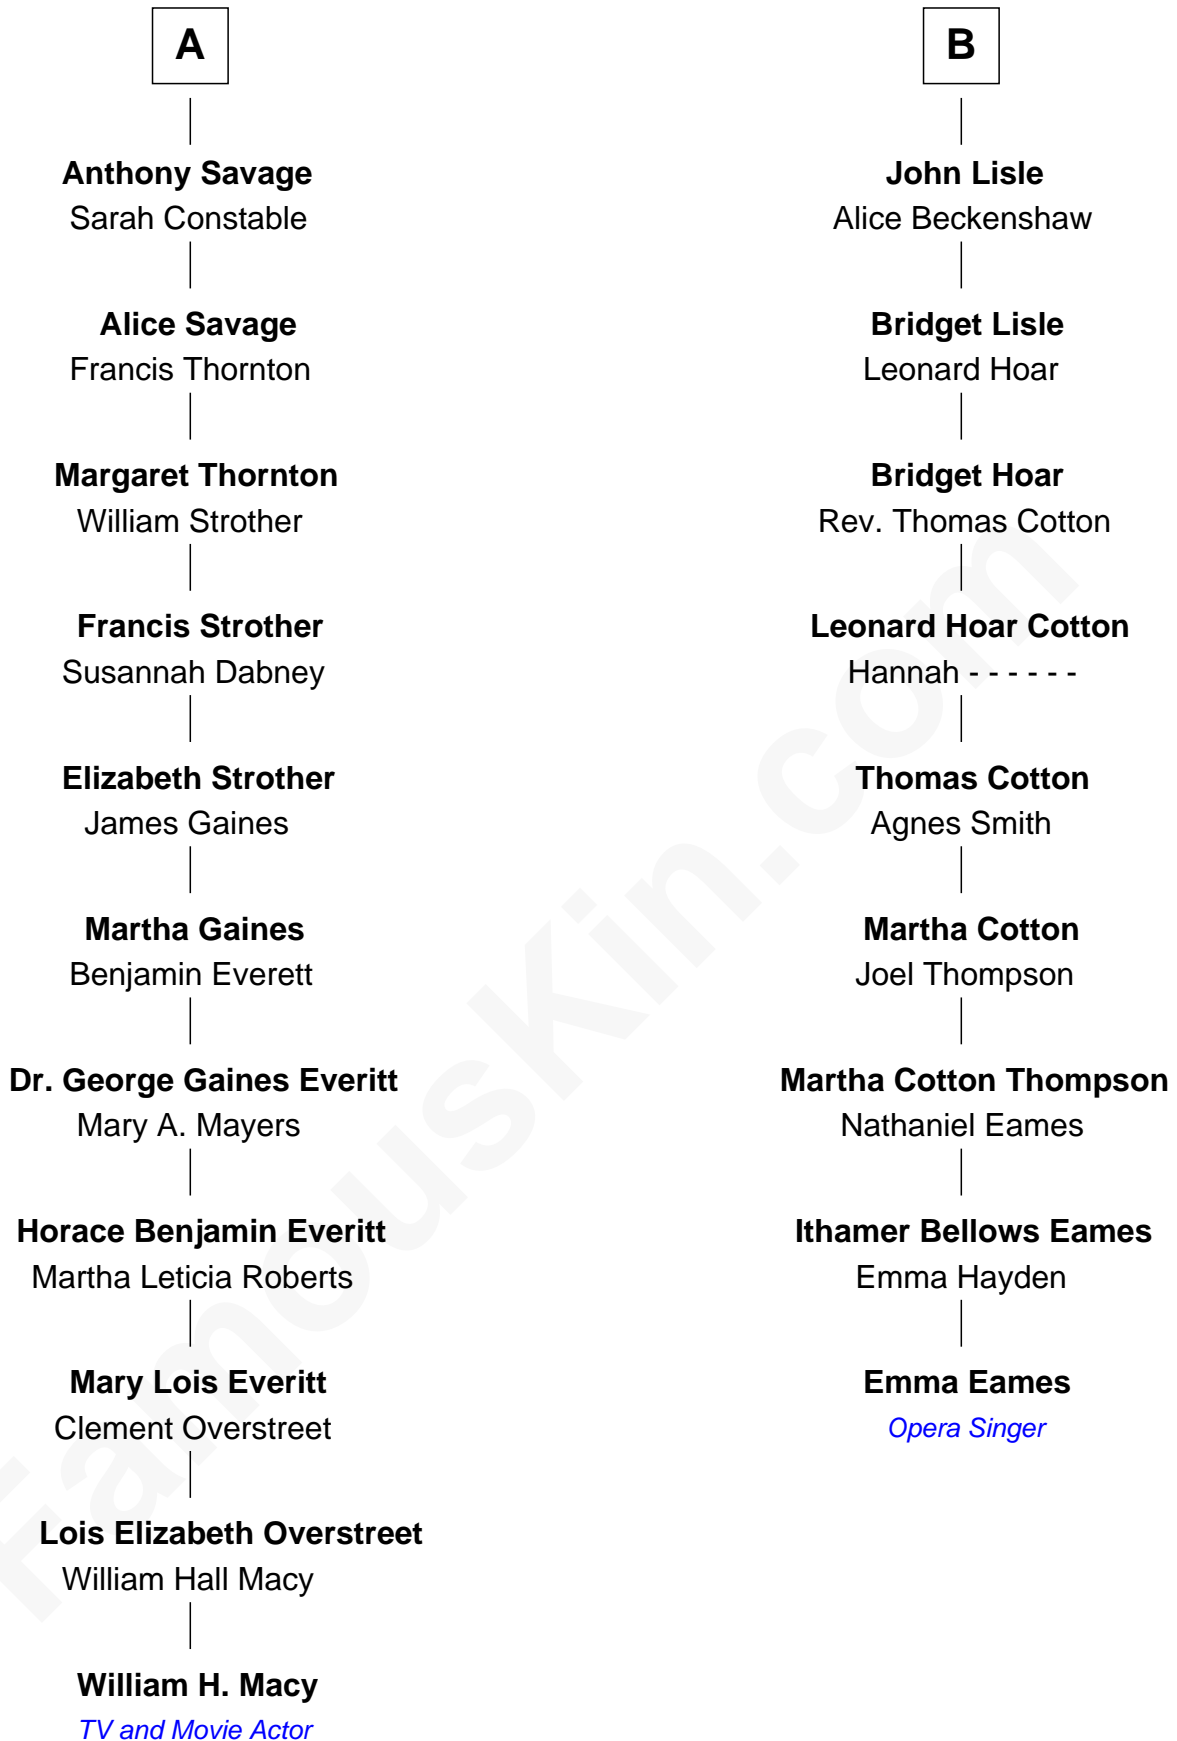 A
Anthony Savage
Sarah Constable
Alice Savage
Francis Thornton
Margaret Thornton
William Strother
Francis Strother
Susannah Dabney
Elizabeth Strother
James Gaines
Martha Gaines
Benjamin Everett
Dr. George Gaines Everitt
Mary A. Mayers
Horace Benjamin Everitt
Martha Leticia Roberts
Mary Lois Everitt
Clement Overstreet
Lois Elizabeth Overstreet
William Hall Macy
William H. Macy
TV and Movie Actor
B
John Lisle
Alice Beckenshaw
Bridget Lisle
Leonard Hoar
Bridget Hoar
Rev. Thomas Cotton
Leonard Hoar Cotton
Hannah - - - - - -
Thomas Cotton
Agnes Smith
Martha Cotton
Joel Thompson
Martha Cotton Thompson
Nathaniel Eames
Ithamer Bellows Eames
Emma Hayden
Emma Eames
Opera Singer
FamousKin.com